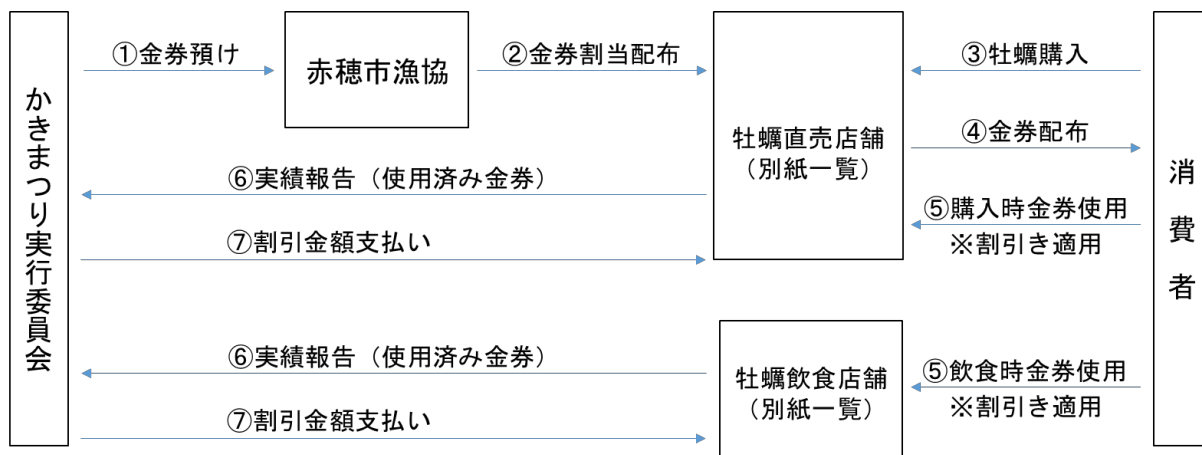 かきまつり実行委員会
①金券預け
赤穂市漁協
②金券割当配布
牡蠣直売店舗
（別紙一覧）
③牡蠣購入
④金券配布
⑤購入時金券使用
※割引き適用
消費者
⑥実績報告（使用済み金券）
⑦割引金額支払い
⑥実績報告（使用済み金券）
⑦割引金額支払い
牡蠣飲食店舗
（別紙一覧）
⑤飲食時金券使用
※割引き適用